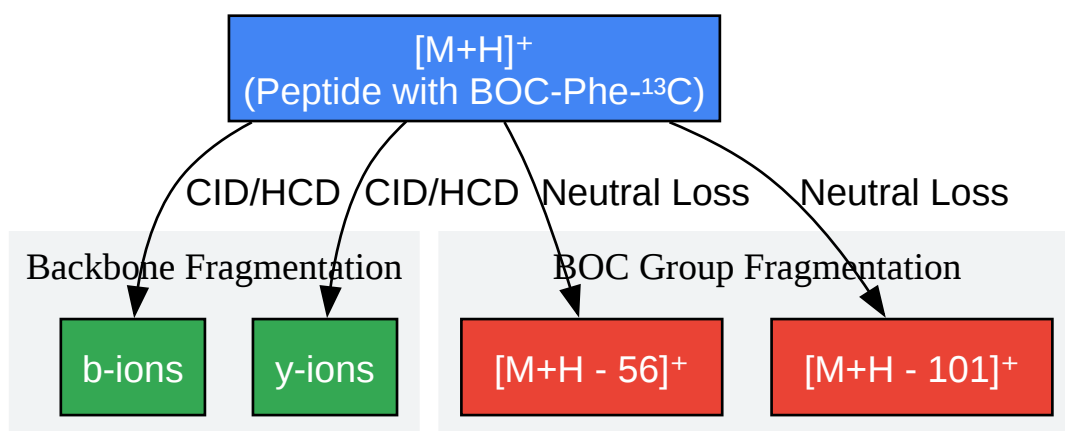 [M+H]⁺
(Peptide with BOC-Phe-¹³C)
CID/HCD
CID/HCD
Neutral Loss
Neutral Loss
Backbone Fragmentation
BOC Group Fragmentation
b-ions
y-ions
[M+H - 56]⁺
[M+H - 101]⁺